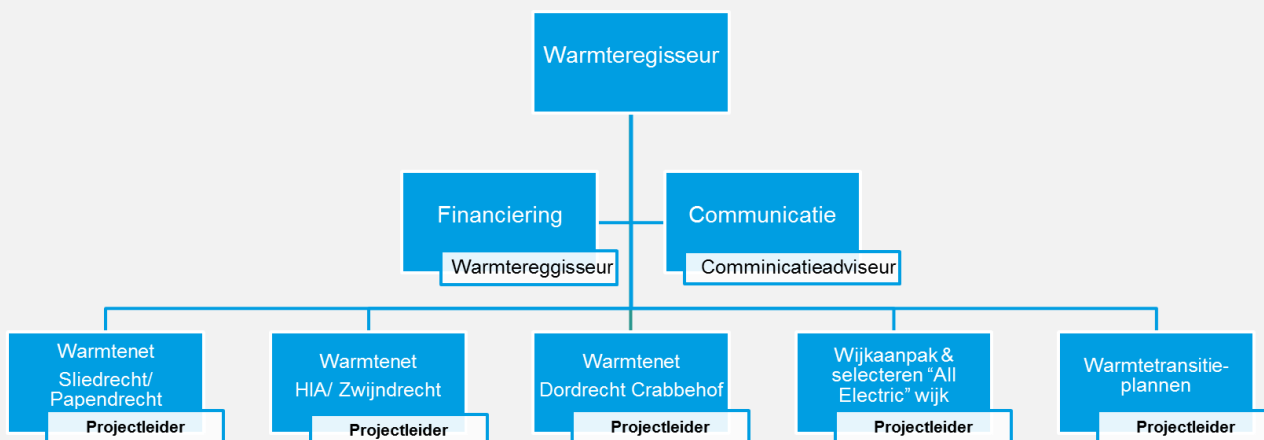 Warmteregisseur
Financiering
Warmtereggisseur
Communicatie
Comminicatieadviseur
Warmtenet
Sliedrecht/
Papendrecht
Projectleider
Warmtenet
HIA/ Zwijndrecht
Projectleider
Warmtenet
Dordrecht Crabbehof
Projectleider
Wijkaanpak &
selecteren “All
Electric” wijk
Projectleider
Warmtetransitie-
plannen
Projectleider